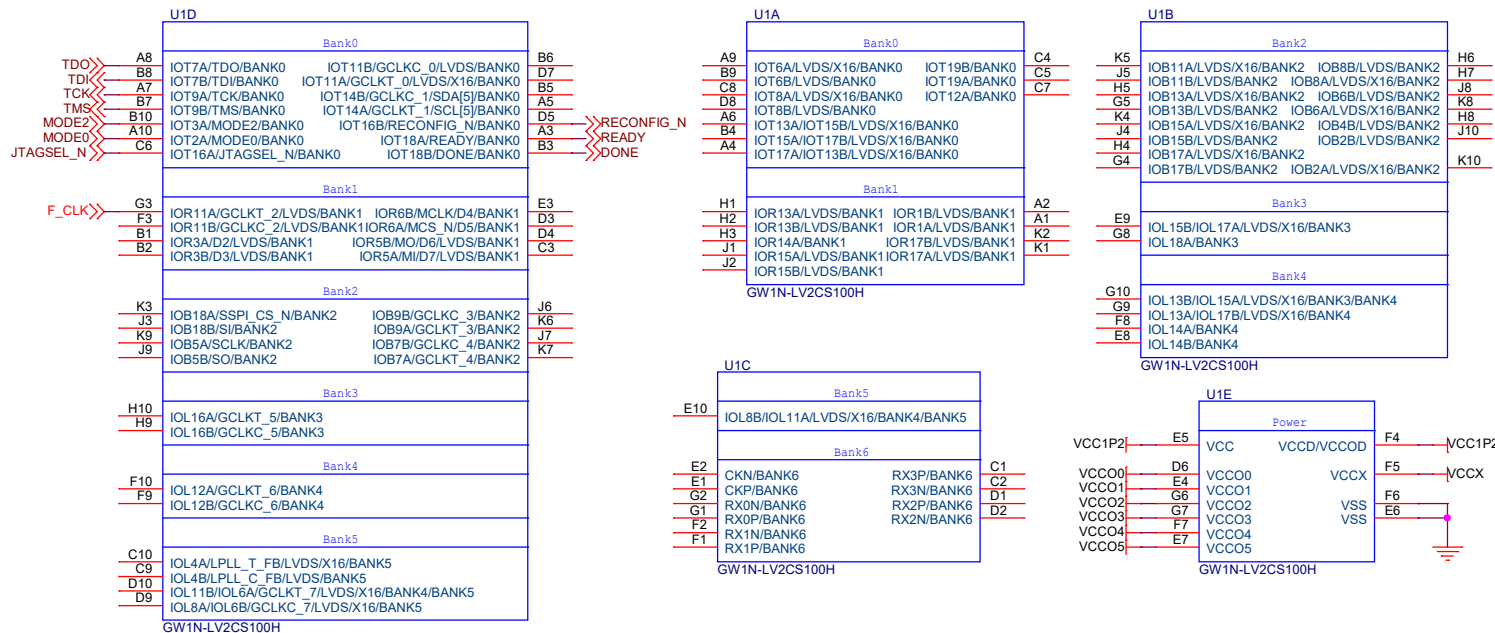 U1D
Bank0
TDO A8 IOT7A/TDO/BANK0 IOT11B/GCLKC_0/LVDS/BANK0 B6
TDI B8 IOT7B/TDI/BANK0 IOT11A/GCLKT_0/LVDS/X16/BANK0 D7
TCK A7 IOT9A/TCK/BANK0 IOT14B/GCLKC_1/SDA[5]/BANK0 B5
TMS B7 IOT9B/TMS/BANK0 IOT14A/GCLKT_1/SCL[5]/BANK0 A5
MODE2 B10 IOT3A/MODE2/BANK0 IOT16B/RECONFIG_N/BANK0 D5 RECONFIG_N
MODE0 A10 IOT2A/MODE0/BANK0 IOT18A/READY/BANK0 A3 READY
JTAGSEL_N C6 IOT16A/JTAGSEL_N/BANK0 IOT18B/DONE/BANK0 B3 DONE
Bank1
F_CLK G3 IOR11A/GCLKT_2/LVDS/BANK1 IOR6B/MCLK/D4/BANK1 E3
F3 IOR11B/GCLKC_2/LVDS/BANK1 IOR6A/MCS_N/D5/BANK1 D3
B1 IOR3A/D2/LVDS/BANK1 IOR5B/MO/D6/LVDS/BANK1 D4
B2 IOR3B/D3/LVDS/BANK1 IOR5A/MI/D7/LVDS/BANK1 C3
Bank2
K3 IOB18A/SSPI_CS_N/BANK2 IOB9B/GCLKC_3/BANK2 J6
J3 IOB18B/SI/BANK2 IOB9A/GCLKT_3/BANK2 K6
K9 IOB5A/SCLK/BANK2 IOB7B/GCLKC_4/BANK2 J7
J9 IOB5B/SO/BANK2 IOB7A/GCLKT_4/BANK2 K7
Bank3
H10 IOL16A/GCLKT_5/BANK3
H9 IOL16B/GCLKC_5/BANK3
Bank4
F10 IOL12A/GCLKT_6/BANK4
F9 IOL12B/GCLKC_6/BANK4
Bank5
C10 IOL4A/LPLL_T_FB/LVDS/X16/BANK5
C9 IOL4B/LPLL_C_FB/LVDS/BANK5
D10 IOL11B/IOL6A/GCLKT_7/LVDS/X16/BANK4/BANK5
D9 IOL8A/IOL6B/GCLKC_7/LVDS/X16/BANK5
GW1N-LV2CS100H
U1A
Bank0
A9 IOT6A/LVDS/X16/BANK0 IOT19B/BANK0 C4
B9 IOT6B/LVDS/BANK0 IOT19A/BANK0 C5
C8 IOT8A/LVDS/X16/BANK0 IOT12A/BANK0 C7
D8 IOT8B/LVDS/BANK0
A6 IOT13A/IOT15B/LVDS/X16/BANK0
B4 IOT15A/IOT17B/LVDS/X16/BANK0
A4 IOT17A/IOT13B/LVDS/X16/BANK0
Bank1
H1 IOR13A/LVDS/BANK1 IOR1B/LVDS/BANK1 A2
H2 IOR13B/LVDS/BANK1 IOR1A/LVDS/BANK1 A1
H3 IOR14A/BANK1 IOR17B/LVDS/BANK1 K2
J1 IOR15A/LVDS/BANK1 IOR17A/LVDS/BANK1 K1
J2 IOR15B/LVDS/BANK1
GW1N-LV2CS100H
U1B
Bank2
K5 IOB11A/LVDS/X16/BANK2 IOB8B/LVDS/BANK2 H6
J5 IOB11B/LVDS/BANK2 IOB8A/LVDS/X16/BANK2 H7
H5 IOB13A/LVDS/X16/BANK2 IOB6B/LVDS/BANK2 J8
G5 IOB13B/LVDS/BANK2 IOB6A/LVDS/X16/BANK2 K8
K4 IOB15A/LVDS/X16/BANK2 IOB4B/LVDS/BANK2 H8
J4 IOB15B/LVDS/BANK2 IOB2B/LVDS/BANK2 J10
H4 IOB17A/LVDS/X16/BANK2
G4 IOB17B/LVDS/BANK2 IOB2A/LVDS/X16/BANK2 K10
Bank3
E9 IOL15B/IOL17A/LVDS/X16/BANK3
G8 IOL18A/BANK3
Bank4
G10 IOL13B/IOL15A/LVDS/X16/BANK3/BANK4
G9 IOL13A/IOL17B/LVDS/X16/BANK4
F8 IOL14A/BANK4
E8 IOL14B/BANK4
GW1N-LV2CS100H
U1C
Bank5
E10 IOL8B/IOL11A/LVDS/X16/BANK4/BANK5
Bank6
E2 CKN/BANK6 RX3P/BANK6 C1
E1 CKP/BANK6 RX3N/BANK6 C2
G2 RX0N/BANK6 RX2P/BANK6 D1
G1 RX0P/BANK6 RX2N/BANK6 D2
F2 RX1N/BANK6
F1 RX1P/BANK6
GW1N-LV2CS100H
U1E
Power
VCC1P2 E5 VCC VCCD/VCCOD F4 VCC1P2
VCCO0 D6 VCCO0 VCCX F5 VCCX
VCCO1 E4 VCCO1
VCCO2 G6 VCCO2 VSS F6
VCCO3 G7 VCCO3 VSS E6
VCCO4 F7 VCCO4
VCCO5 E7 VCCO5
GW1N-LV2CS100H